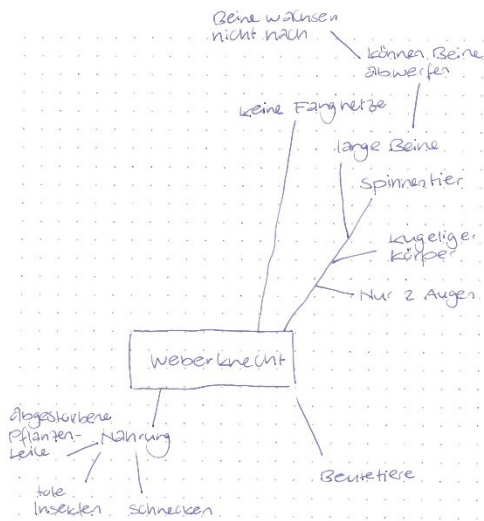 Beine wachsen
nicht nach
können Beine
abwerfen
keine Fangnetze
lange Beine
Spinnentier
kugeliger
Körper
Nur 2 Augen
Weberknecht
abgestorbene
Pflanzen-
teile
Nahrung
tote
Insekten
Schnecken
Beutetiere